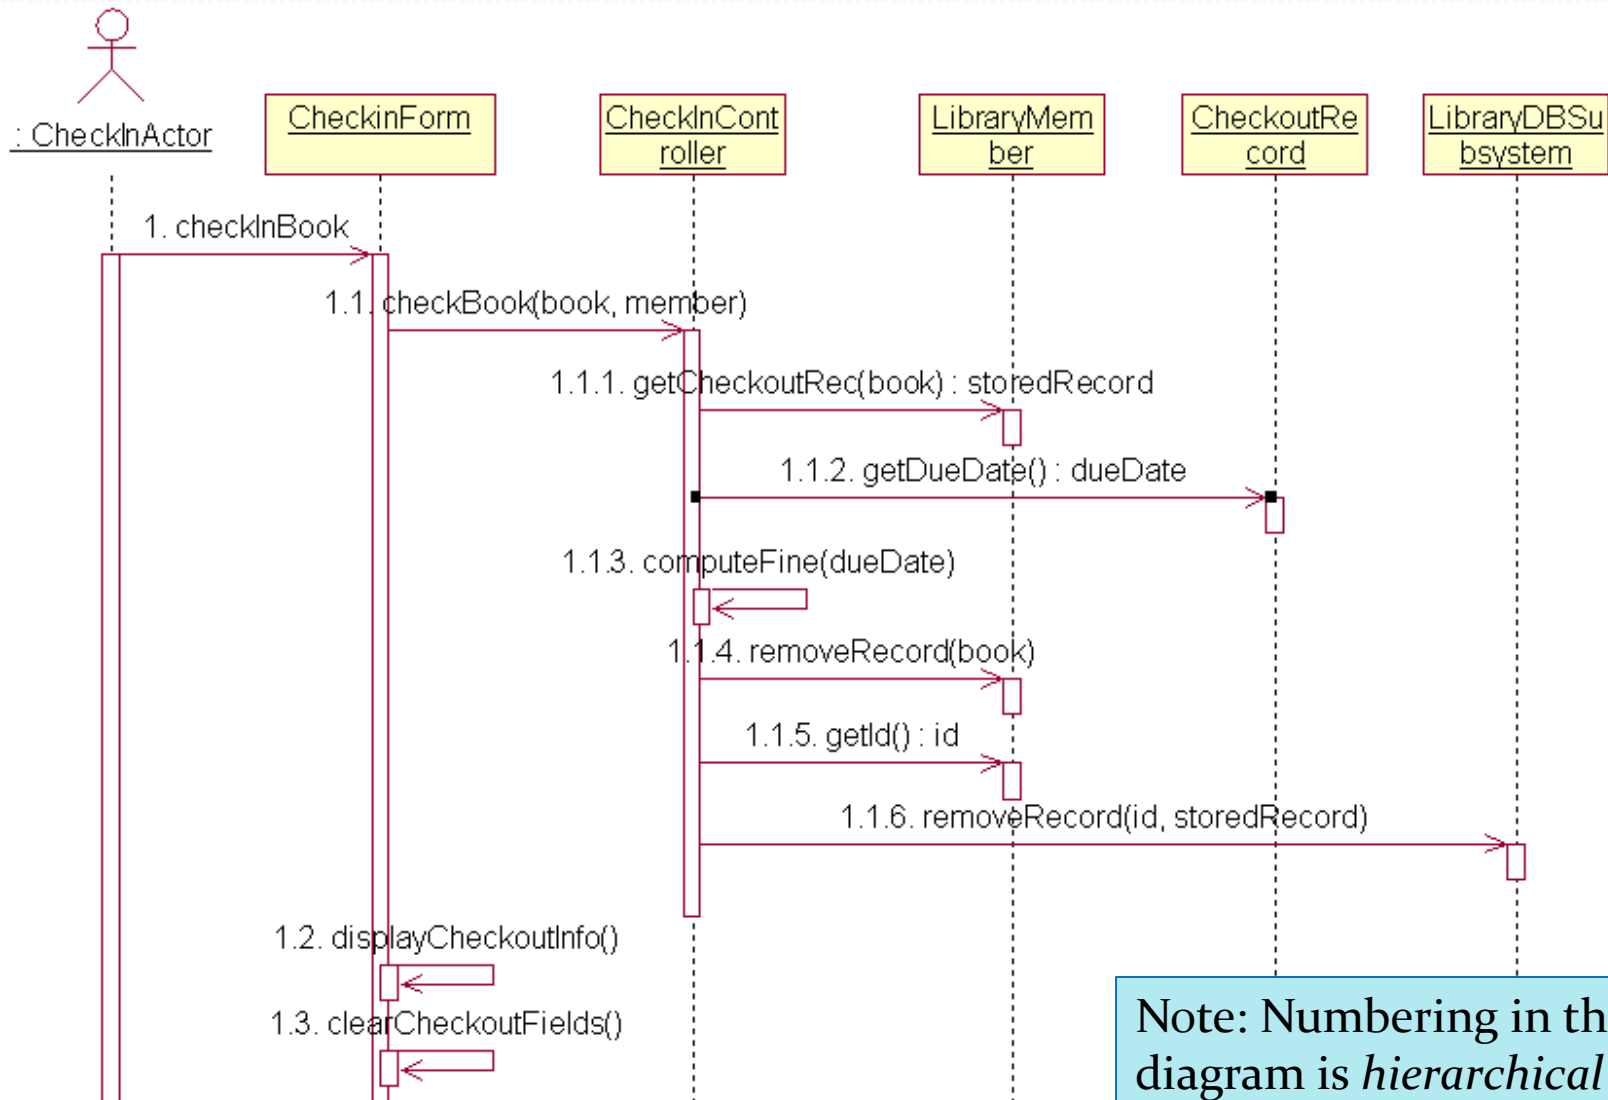 : CheckInActor
CheckinForm
CheckInCont
roller
LibraryMem
ber
CheckoutRe
cord
LibraryDBSu
bsystem
1. checkInBook
1.1. checkBook(book, member)
1.1.1. getCheckoutRec(book) : storedRecord
1.1.2. getDueDate() : dueDate
1.1.3. computeFine(dueDate)
1.1.4. removeRecord(book)
1.1.5. getId() : id
1.1.6. removeRecord(id, storedRecord)
1.2. displayCheckoutInfo()
1.3. clearCheckoutFields()
Note: Numbering in th
diagram is hierarchical